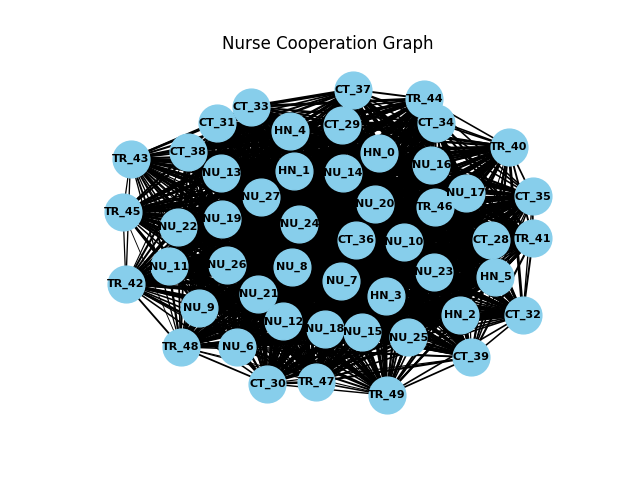 Nurse Cooperation Graph
CT_37
TR_44
CT_33
CT_31
CT_29
CT_34
HN_4
TR_40
CT_38
HN_0
TR_43
NU_16
HN_1
NU_13
NU_14
NU_17
CT_35
NU_27
NU_20
TR_46
TR_45
NU_19
NU_24
NU_22
CT_36
NU_10
CT_28
TR_41
NU_11
NU_26
NU_8
NU_23
HN_5
NU_7
TR_42
NU_21
HN_3
NU_9
HN_2
CT_32
NU_12
NU_18
NU_15
NU_25
TR_48
NU_6
CT_39
CT_30
TR_47
TR_49